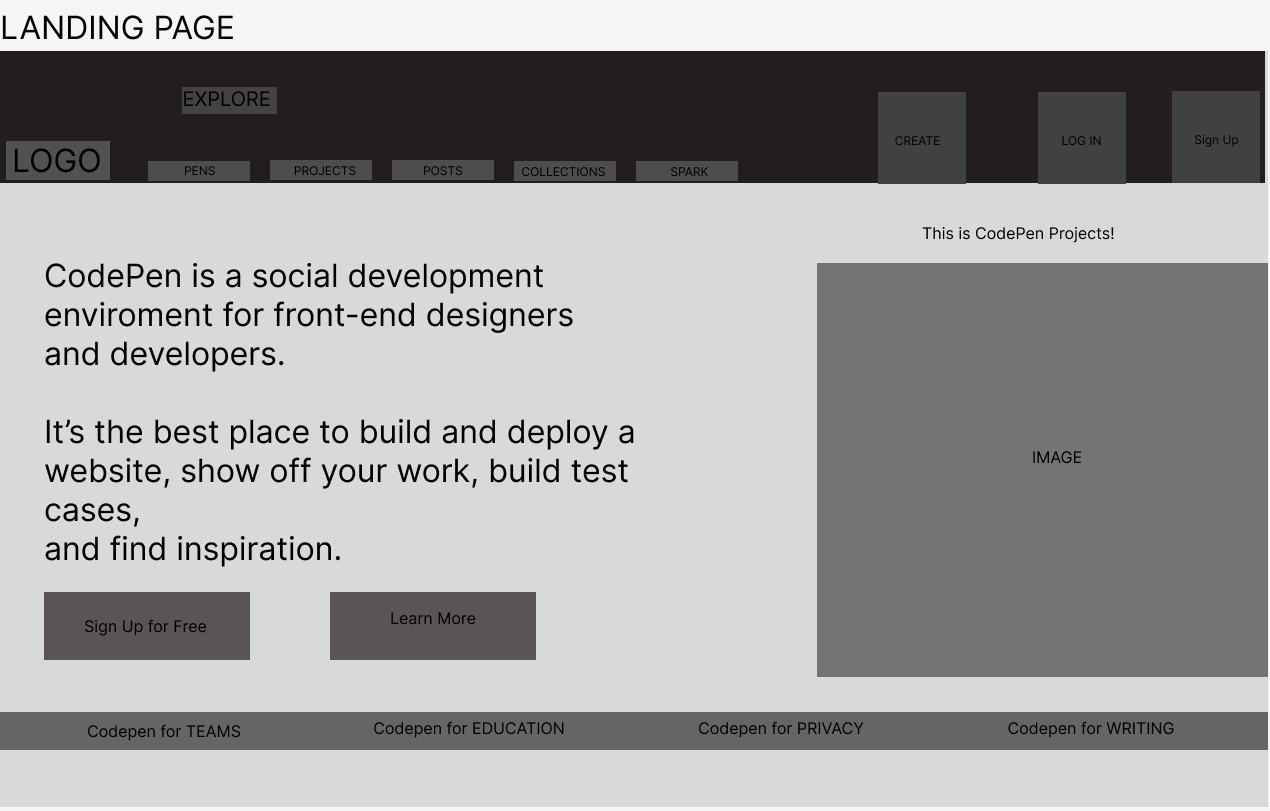 LANDING PAGE
EXPLORE
LOGO
PENS
PROJECTS
POSTS
COLLECTIONS
SPARK
CREATE
LOG IN
Sign Up
This is CodePen Projects!
CodePen is a social development
enviroment for front-end designers
and developers.
It’s the best place to build and deploy a
website, show off your work, build test
cases,
and find inspiration.
IMAGE
Sign Up for Free
Learn More
Codepen for TEAMS
Codepen for EDUCATION
Codepen for PRIVACY
Codepen for WRITING